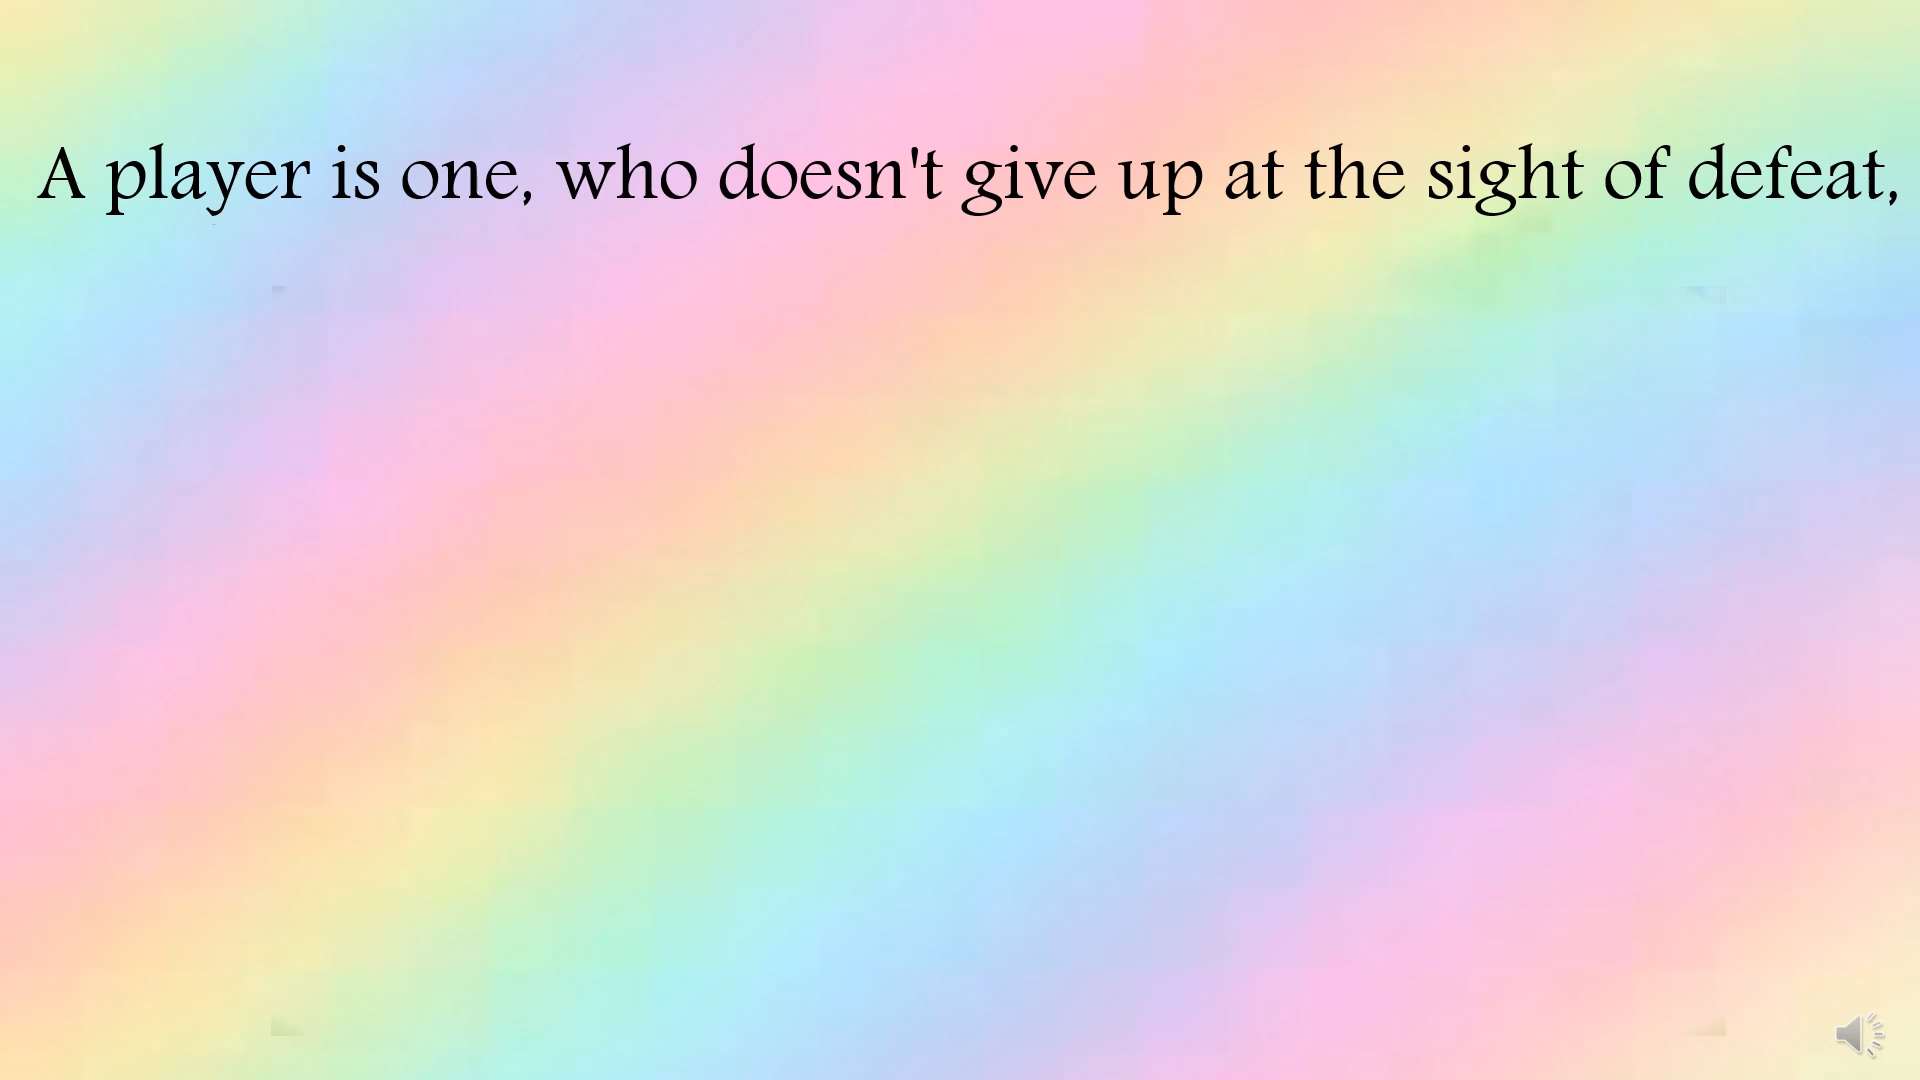 A player is one, who doesn't give up at the sight of defeat,